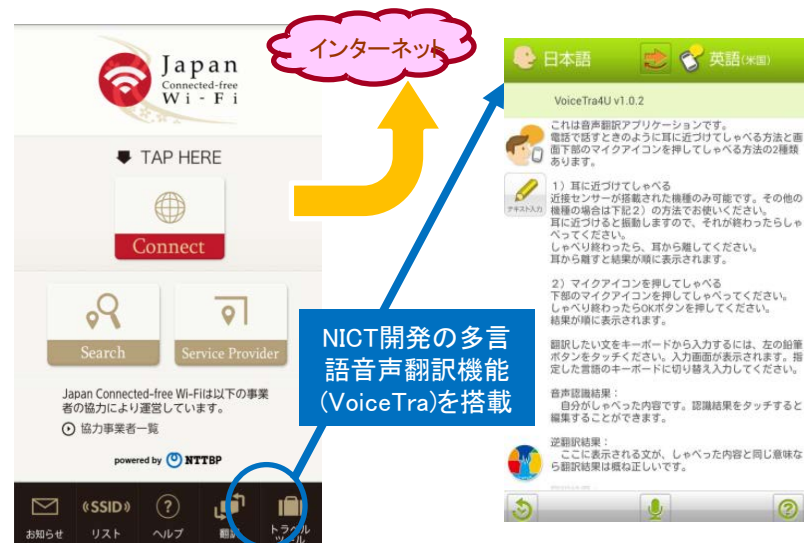 Japan
Connected-free
Wi-Fi
TAP HERE
Connect
Search
Service Provider
Japan Connected-free Wi-Fiは以下の事業
者の協力により運営しています。
協力事業者一覧
powered by NTTBP
お知らせ
(((SSID)))
リスト
?
ヘルプ
翻訳
トラベル
ツール
インターネット
NICT開発の多言
語音声翻訳機能
(VoiceTra)を搭載
日本語
英語(米国)
VoiceTra4U v1.0.2
これは音声翻訳アプリケーションです。
電話で話すときのように耳に近づけてしゃべる方法と画
面下部のマイクアイコンを押してしゃべる方法の2種類
あります。
テキスト入力
1）耳に近づけてしゃべる
近接センサーが搭載された機種のみ可能です。その他の
機種の場合は下記2）の方法でお使いください。
耳に近づけると振動しますので、それが終わったらしゃ
べってください。
しゃべり終わったら、耳から離してください。
耳から離すと結果が順に表示されます。
2）マイクアイコンを押してしゃべる
下部のマイクアイコンを押してしゃべってください。
しゃべり終わったらOKボタンを押してください。
結果が順に表示されます。
翻訳したい文をキーボードから入力するには、左の鉛筆
ボタンをタッチください。入力画面が表示されます。指
定した言語のキーボードに切り替え入力してください。
音声認識結果：
自分がしゃべった内容です。認識結果をタッチすると
編集することができます。
逆翻訳結果：
ここに表示される文が、しゃべった内容と同じ意味な
ら翻訳結果は概ね正しいです。
?